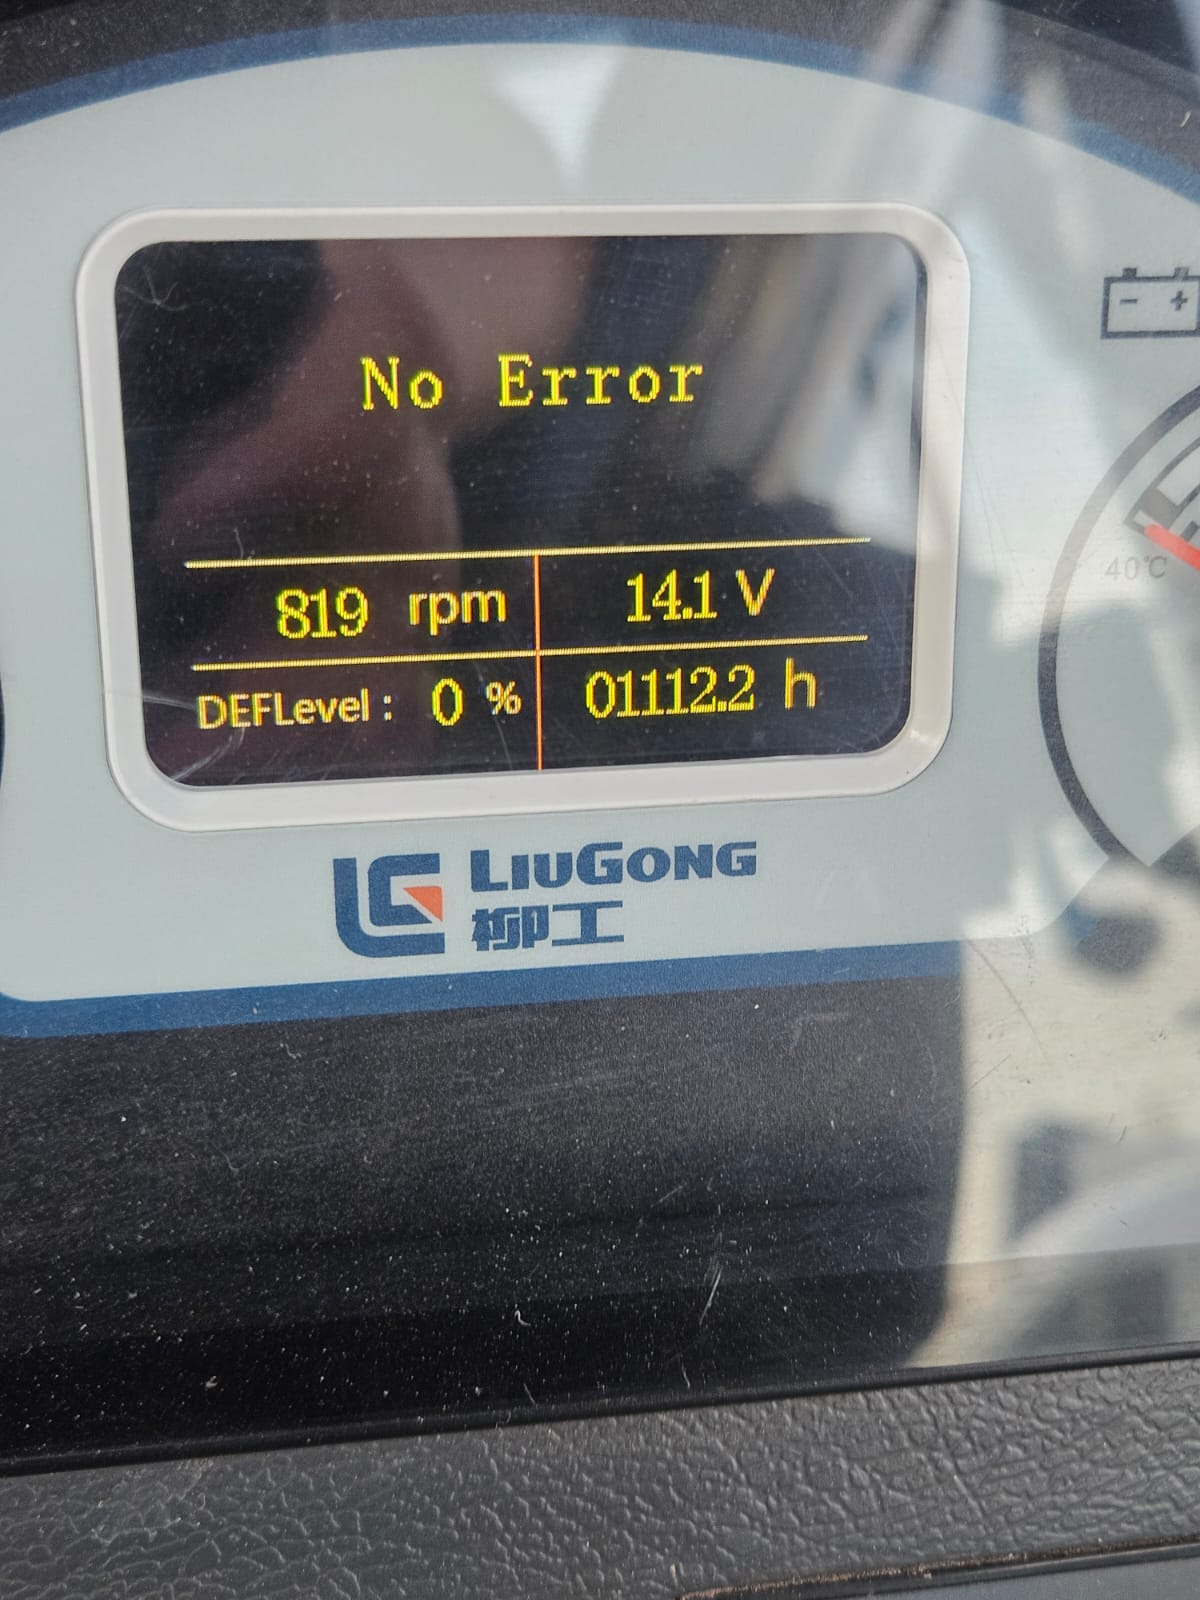 No Error
819 rpm 14.1 V
DEFLevel : 0 % 01112.2 h
40°C
LIUGONG
柳工